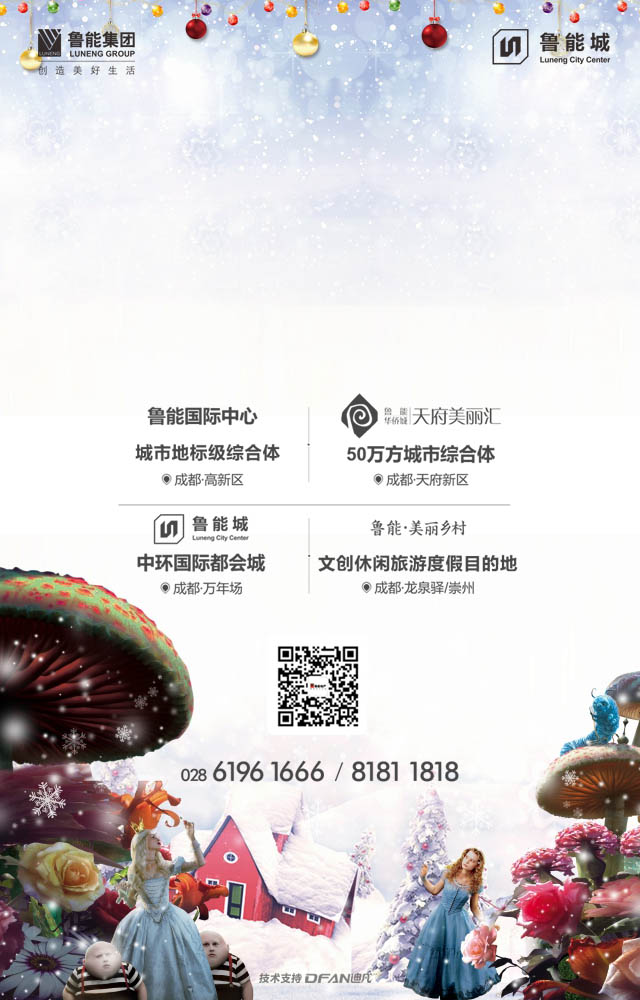 鲁能集团
LUNENG
LUNENG GROUP
创造美好生活
鲁能城
Luneng City Center
鲁能国际中心
城市地标级综合体
成都·高新区
鲁能
华侨城
天府美丽汇
50万方城市综合体
成都·天府新区
鲁能城
Luneng City Center
中环国际都会城
成都·万年场
鲁能·美丽乡村
文创休闲旅游度假目的地
成都·龙泉驿/崇州
028 6196 1666 / 8181 1818
技术支持 DFAN迪凡